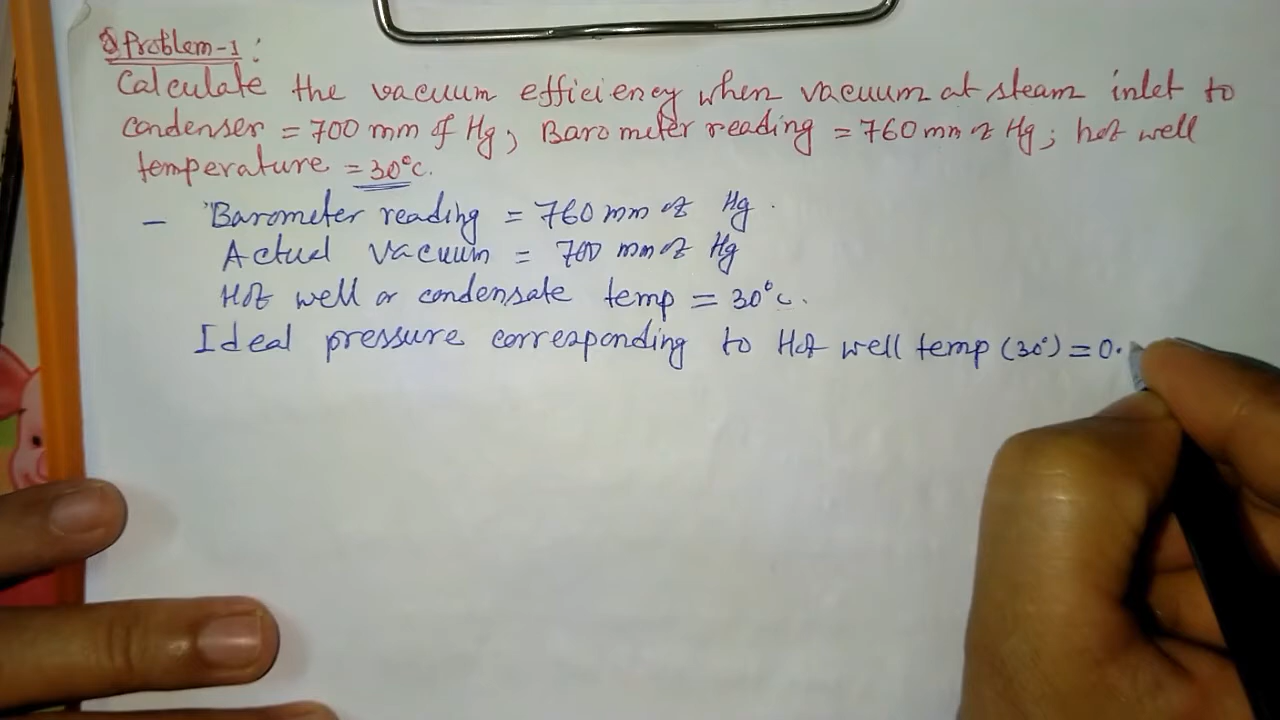 Problem-1:
Calculate the vacuum efficiency when vacuum at steam inlet to
condenser = 700 mm of Hg, Barometer reading = 760 mm of Hg; hot well
temperature = 30°c.
- Barometer reading = 760 mm of Hg.
Actual vacuum = 700 mm of Hg
Hot well or condensate temp = 30°c.
Ideal pressure corresponding to Hot well temp (30°) = 0.